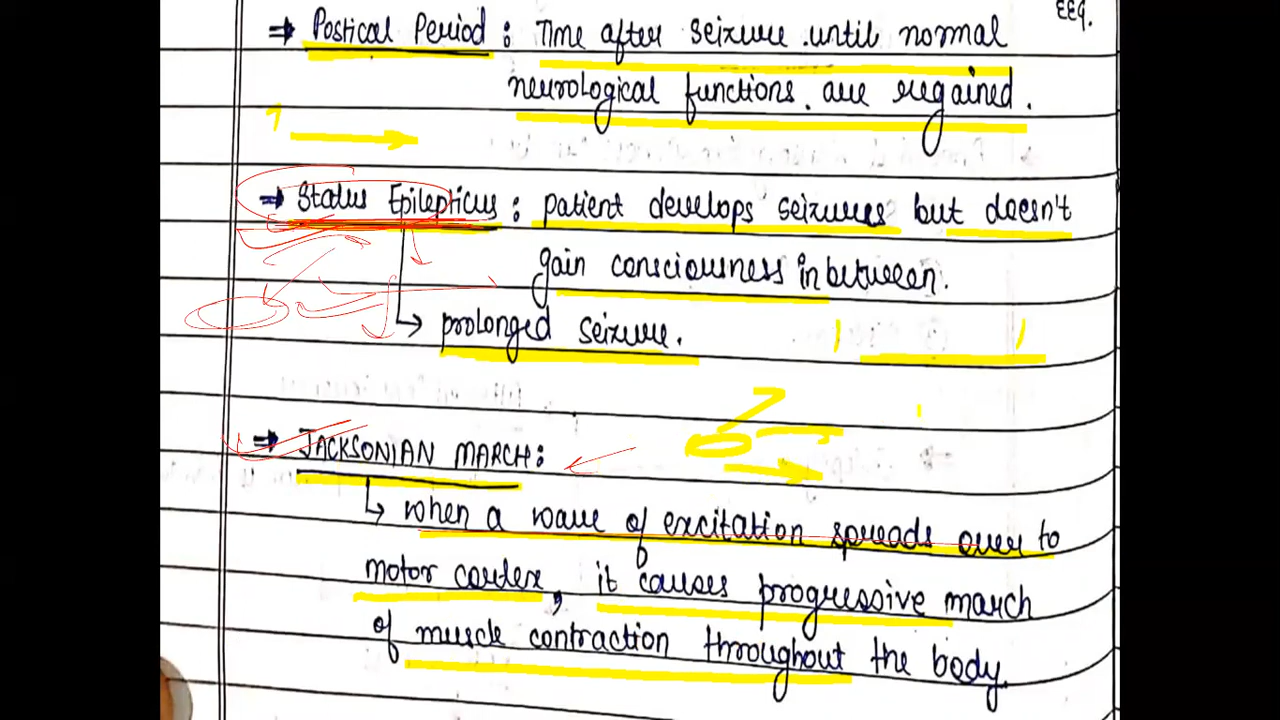 EEG.
⇒ Postical Period : Time after seizure until normal
neurological functions are regained.
⇒ Status Epilepticus : patient develops seizures but doesn't
gain consciousness in between.
↳ prolonged seizure.
⇒ JACKSONIAN MARCH:
↳ when a wave of excitation spreads over to
motor cortex, it causes progressive march
of muscle contraction throughout the body.